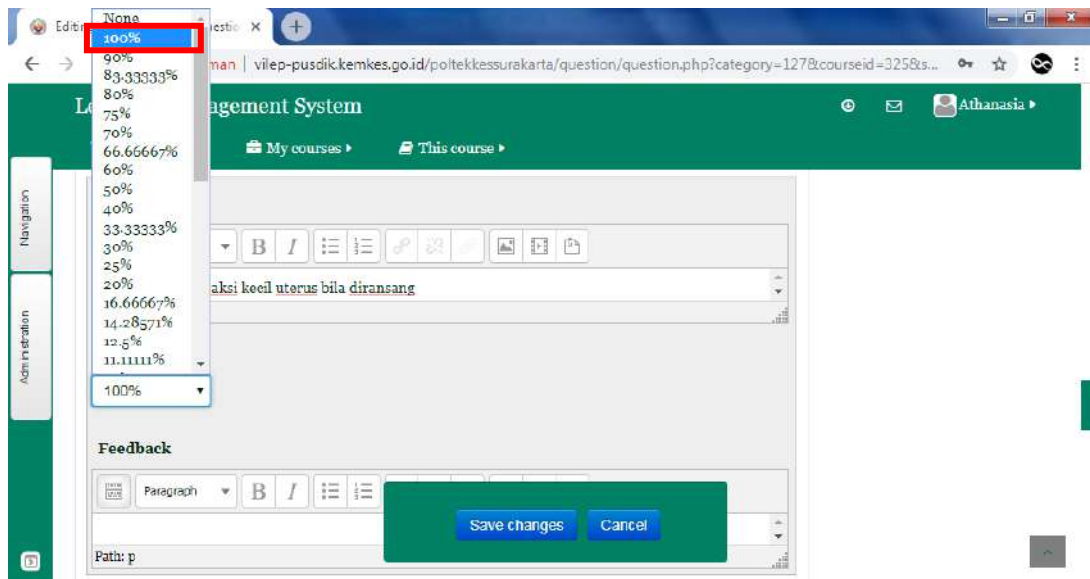 Editin
estio
None
100%
90%
man | vilep-pusdik.kemkes.go.id/poltekkessurakarta/question/question.php?category=127&courseid=325&s...
83.33333%
80%
agement System
Athanasia
75%
70%
66.66667%
My courses
This course
60%
50%
40%
33.33333%
30%
B I
25%
20%
aksi kecil uterus bila diransang
16.66667%
14.28571%
12.5%
11.11111%
100%
Navigation
Administration
Feedback
Paragraph
B I
Save changes
Cancel
Path: p